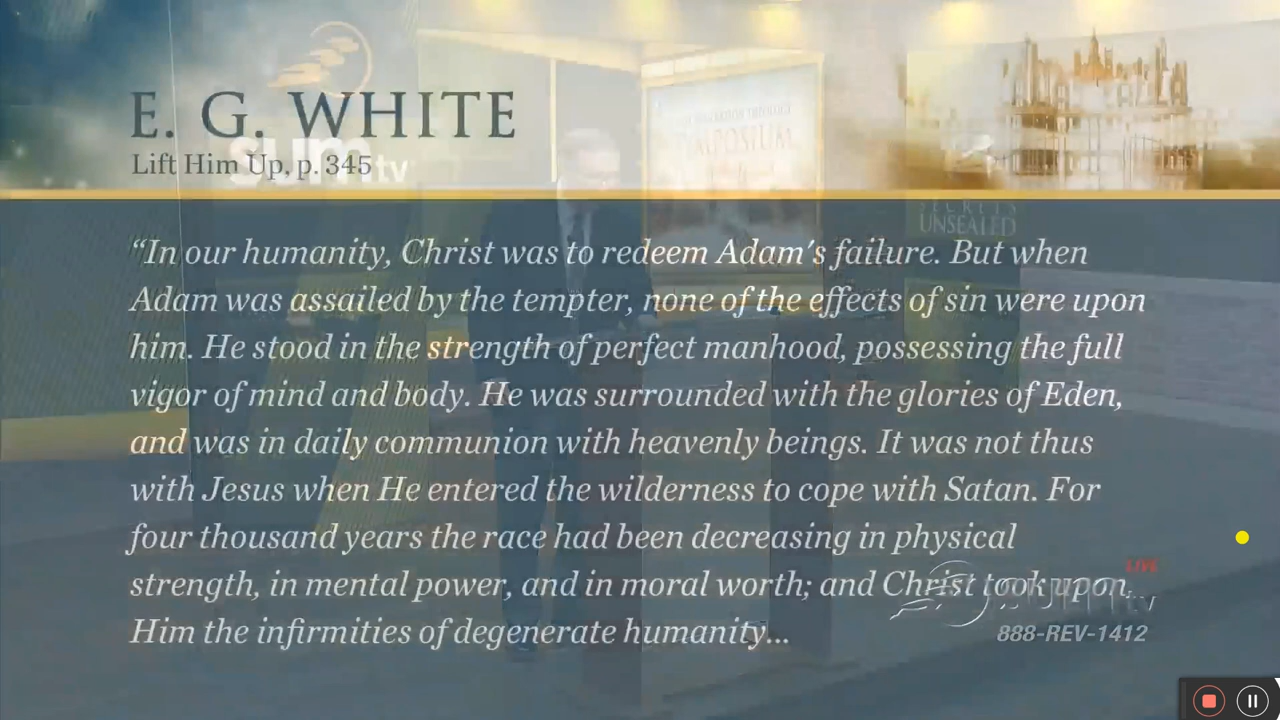 E. G. WHITE
Lift Him Up, p. 345
sumtv
SYMPOSIUM
SECRETS
UNSEALED
“In our humanity, Christ was to redeem Adam's failure. But when
Adam was assailed by the tempter, none of the effects of sin were upon
him. He stood in the strength of perfect manhood, possessing the full
vigor of mind and body. He was surrounded with the glories of Eden,
and was in daily communion with heavenly beings. It was not thus
with Jesus when He entered the wilderness to cope with Satan. For
four thousand years the race had been decreasing in physical
strength, in mental power, and in moral worth; and Christ took upon
Him the infirmities of degenerate humanity...
LIVE
tv
888-REV-1412